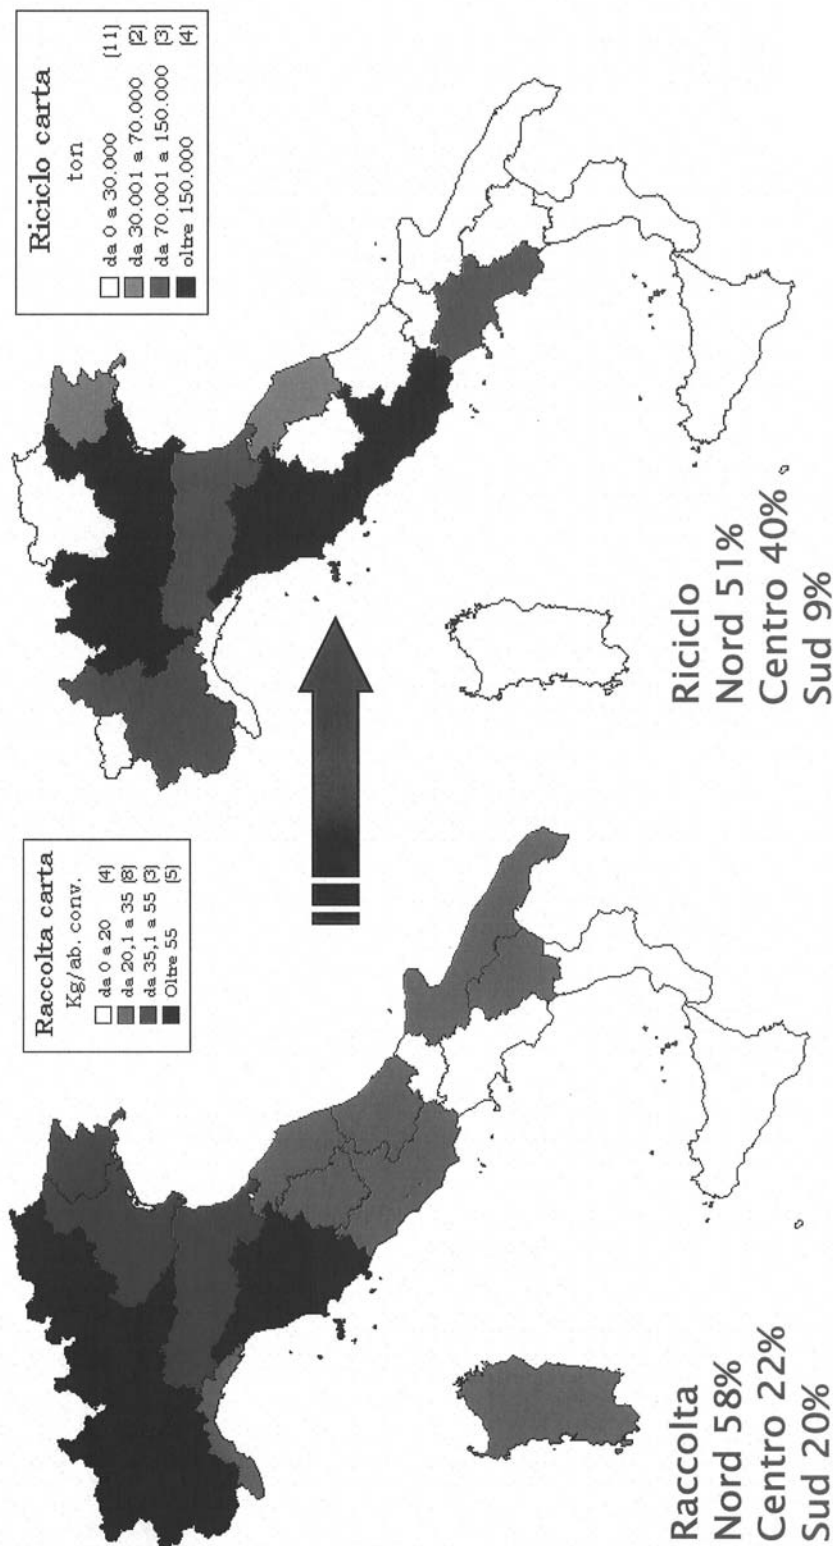 Raccolta carta
Kg/ab. conv.
da 0 a 20 (4)
da 20,1 a 35 (8)
da 35,1 a 55 (3)
Oltre 55 (5)
Raccolta
Nord 58%
Centro 22%
Sud 20%
Riciclo carta
ton
da 0 a 30.000 (11)
da 30.001 a 70.000 (2)
da 70.001 a 150.000 (3)
oltre 150.000 (4)
Riciclo
Nord 51%
Centro 40%
Sud 9%